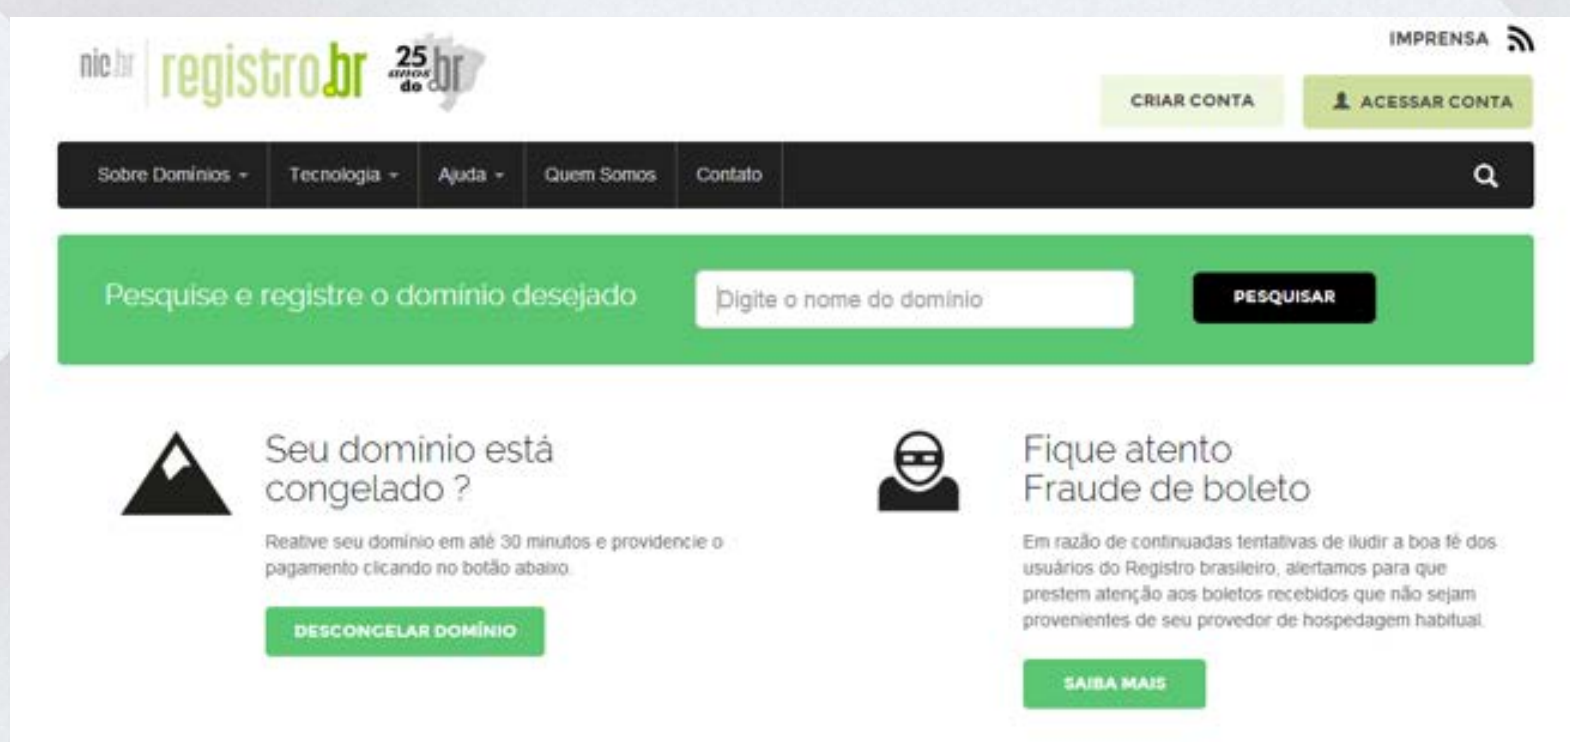 nic.br registro.br 25 anos do .br
IMPRENSA
CRIAR CONTA
ACESSAR CONTA
Sobre Domínios
Tecnologia
Ajuda
Quem Somos
Contato
Pesquise e registre o domínio desejado
Digite o nome do domínio
PESQUISAR
Seu domínio está
congelado ?
Reative seu domínio em até 30 minutos e providencie o
pagamento clicando no botão abaixo.
DESCONGELAR DOMÍNIO
Fique atento
Fraude de boleto
Em razão de continuadas tentativas de iludir a boa fé dos
usuários do Registro brasileiro, alertamos para que
prestem atenção aos boletos recebidos que não sejam
provenientes de seu provedor de hospedagem habitual.
SAIBA MAIS